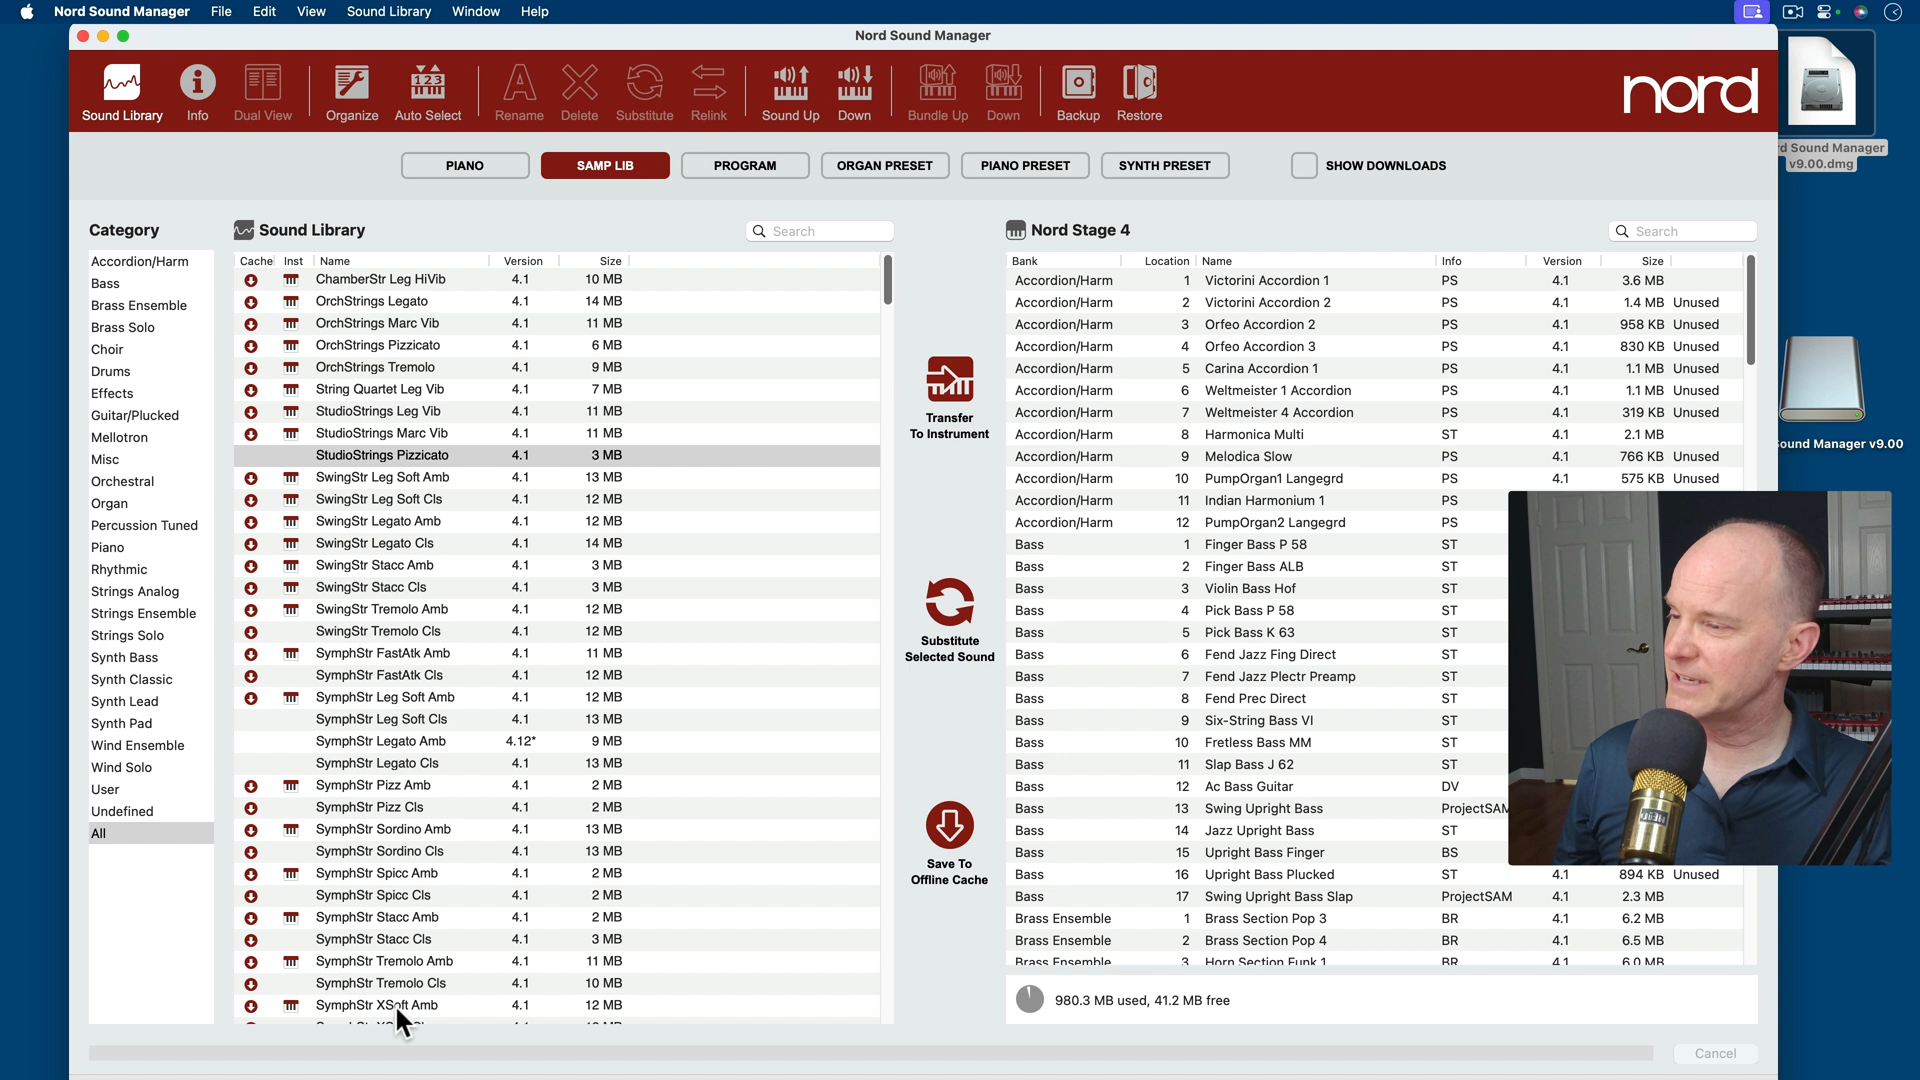 Nord Sound Manager File Edit View Sound Library Window Help
Nord Sound Manager
Sound Library Info Dual View Organize Auto Select Rename Delete Substitute Relink Sound Up Down Bundle Up Down Backup Restore
nord
PIANO SAMP LIB PROGRAM ORGAN PRESET PIANO PRESET SYNTH PRESET SHOW DOWNLOADS
rd Sound Manager
v9.00.dmg
ound Manager v9.00
Category
Accordion/Harm
Bass
Brass Ensemble
Brass Solo
Choir
Drums
Effects
Guitar/Plucked
Mellotron
Misc
Orchestral
Organ
Percussion Tuned
Piano
Rhythmic
Strings Analog
Strings Ensemble
Strings Solo
Synth Bass
Synth Classic
Synth Lead
Synth Pad
Wind Ensemble
Wind Solo
User
Undefined
All
Sound Library Search
Cache Inst Name Version Size
ChamberStr Leg HiVib 4.1 10 MB
OrchStrings Legato 4.1 14 MB
OrchStrings Marc Vib 4.1 11 MB
OrchStrings Pizzicato 4.1 6 MB
OrchStrings Tremolo 4.1 9 MB
String Quartet Leg Vib 4.1 7 MB
StudioStrings Leg Vib 4.1 11 MB
StudioStrings Marc Vib 4.1 11 MB
StudioStrings Pizzicato 4.1 3 MB
SwingStr Leg Soft Amb 4.1 13 MB
SwingStr Leg Soft Cls 4.1 12 MB
SwingStr Legato Amb 4.1 12 MB
SwingStr Legato Cls 4.1 14 MB
SwingStr Stacc Amb 4.1 3 MB
SwingStr Stacc Cls 4.1 3 MB
SwingStr Tremolo Amb 4.1 12 MB
SwingStr Tremolo Cls 4.1 12 MB
SymphStr FastAtk Amb 4.1 11 MB
SymphStr FastAtk Cls 4.1 12 MB
SymphStr Leg Soft Amb 4.1 12 MB
SymphStr Leg Soft Cls 4.1 13 MB
SymphStr Legato Amb 4.12* 9 MB
SymphStr Legato Cls 4.1 13 MB
SymphStr Pizz Amb 4.1 2 MB
SymphStr Pizz Cls 4.1 2 MB
SymphStr Sordino Amb 4.1 13 MB
SymphStr Sordino Cls 4.1 13 MB
SymphStr Spicc Amb 4.1 2 MB
SymphStr Spicc Cls 4.1 2 MB
SymphStr Stacc Amb 4.1 2 MB
SymphStr Stacc Cls 4.1 3 MB
SymphStr Tremolo Amb 4.1 11 MB
SymphStr Tremolo Cls 4.1 10 MB
SymphStr XSoft Amb 4.1 12 MB
Transfer
To Instrument
Substitute
Selected Sound
Save To
Offline Cache
Nord Stage 4 Search
Bank Location Name Info Version Size
Accordion/Harm 1 Victorini Accordion 1 PS 4.1 3.6 MB
Accordion/Harm 2 Victorini Accordion 2 PS 4.1 1.4 MB Unused
Accordion/Harm 3 Orfeo Accordion 2 PS 4.1 958 KB Unused
Accordion/Harm 4 Orfeo Accordion 3 PS 4.1 830 KB Unused
Accordion/Harm 5 Carina Accordion 1 PS 4.1 1.1 MB Unused
Accordion/Harm 6 Weltmeister 1 Accordion PS 4.1 1.1 MB Unused
Accordion/Harm 7 Weltmeister 4 Accordion PS 4.1 319 KB Unused
Accordion/Harm 8 Harmonica Multi ST 4.1 2.1 MB
Accordion/Harm 9 Melodica Slow PS 4.1 766 KB Unused
Accordion/Harm 10 PumpOrgan1 Langegrd PS 4.1 575 KB Unused
Accordion/Harm 11 Indian Harmonium 1 PS
Accordion/Harm 12 PumpOrgan2 Langegrd PS
Bass 1 Finger Bass P 58 ST
Bass 2 Finger Bass ALB ST
Bass 3 Violin Bass Hof ST
Bass 4 Pick Bass P 58 ST
Bass 5 Pick Bass K 63 ST
Bass 6 Fend Jazz Fing Direct ST
Bass 7 Fend Jazz Plectr Preamp ST
Bass 8 Fend Prec Direct ST
Bass 9 Six-String Bass VI ST
Bass 10 Fretless Bass MM ST
Bass 11 Slap Bass J 62 ST
Bass 12 Ac Bass Guitar DV
Bass 13 Swing Upright Bass ProjectSAM
Bass 14 Jazz Upright Bass ST
Bass 15 Upright Bass Finger BS
Bass 16 Upright Bass Plucked ST 4.1 894 KB Unused
Bass 17 Swing Upright Bass Slap ProjectSAM 4.1 2.3 MB
Brass Ensemble 1 Brass Section Pop 3 BR 4.1 6.2 MB
Brass Ensemble 2 Brass Section Pop 4 BR 4.1 6.5 MB
Brass Ensemble 3 Horn Section Funk 1 BR 4.1 6.0 MB
980.3 MB used, 41.2 MB free
Cancel